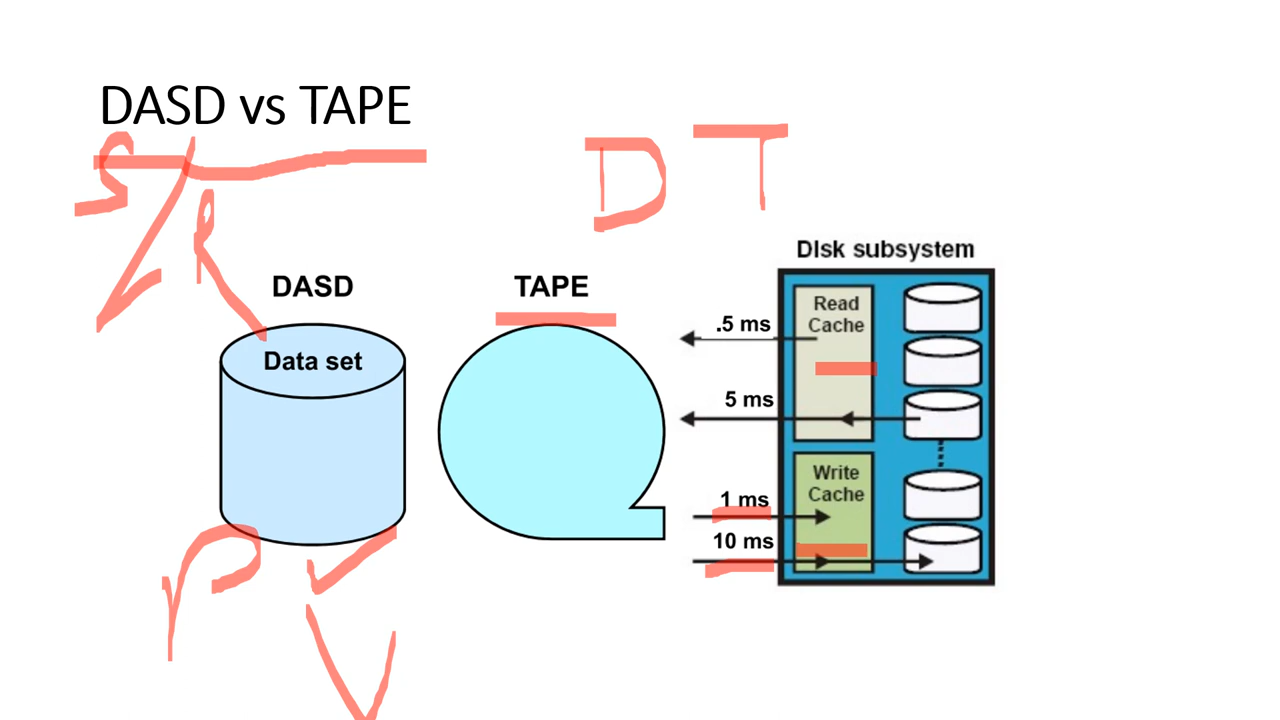 DASD vs TAPE
S/R
D T
DASD
TAPE
Data set
DIsk subsystem
Read
Cache
.5 ms
5 ms
Write
Cache
1 ms
10 ms